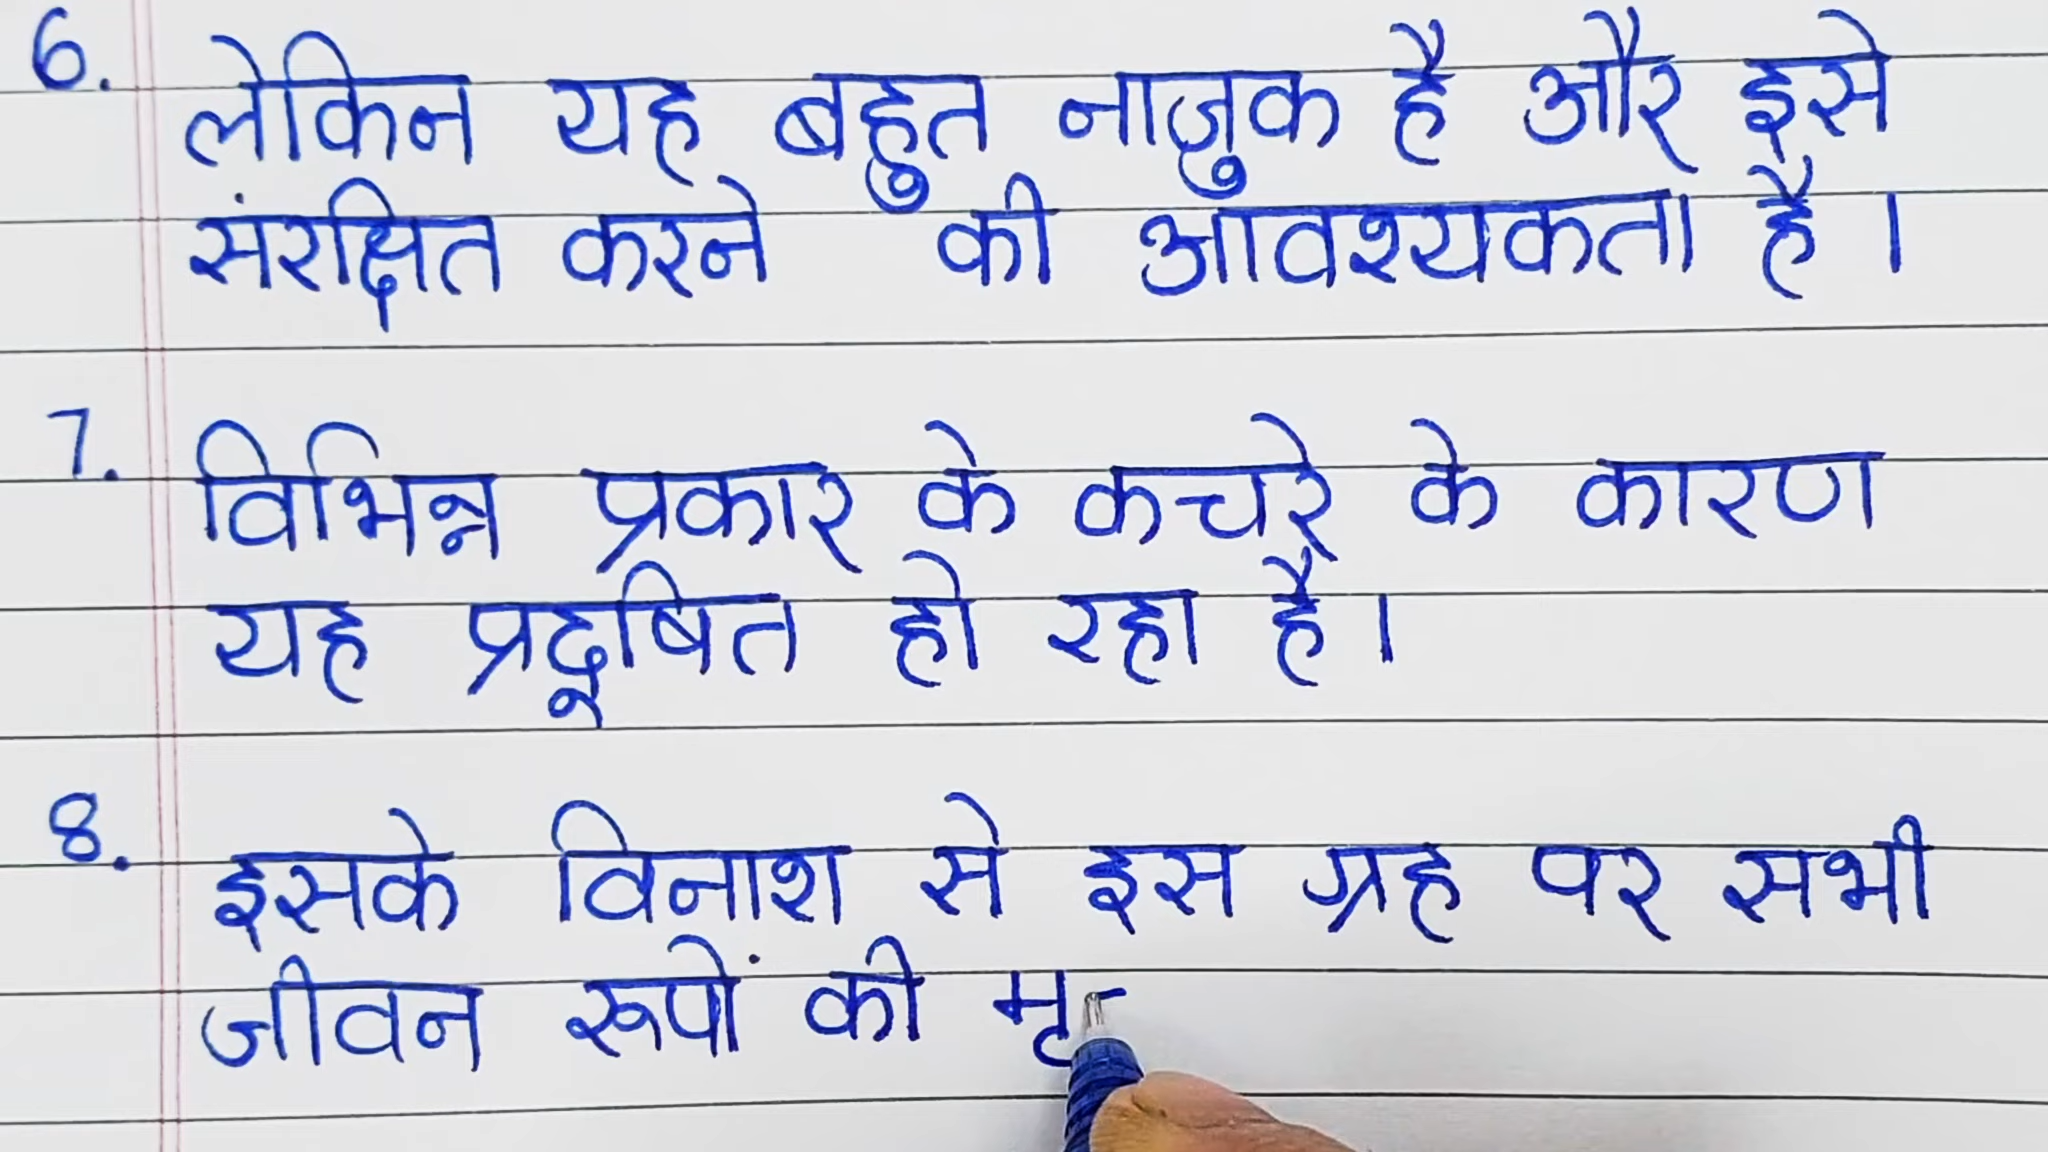 6. लेकिन यह बहुत नाजुक है और इसे
संरक्षित करने की आवश्यकता है।
7. विभिन्न प्रकार के कचरे के कारण
यह प्रदूषित हो रहा है।
8. इसके विनाश से इस ग्रह पर सभी
जीवन रूपों की